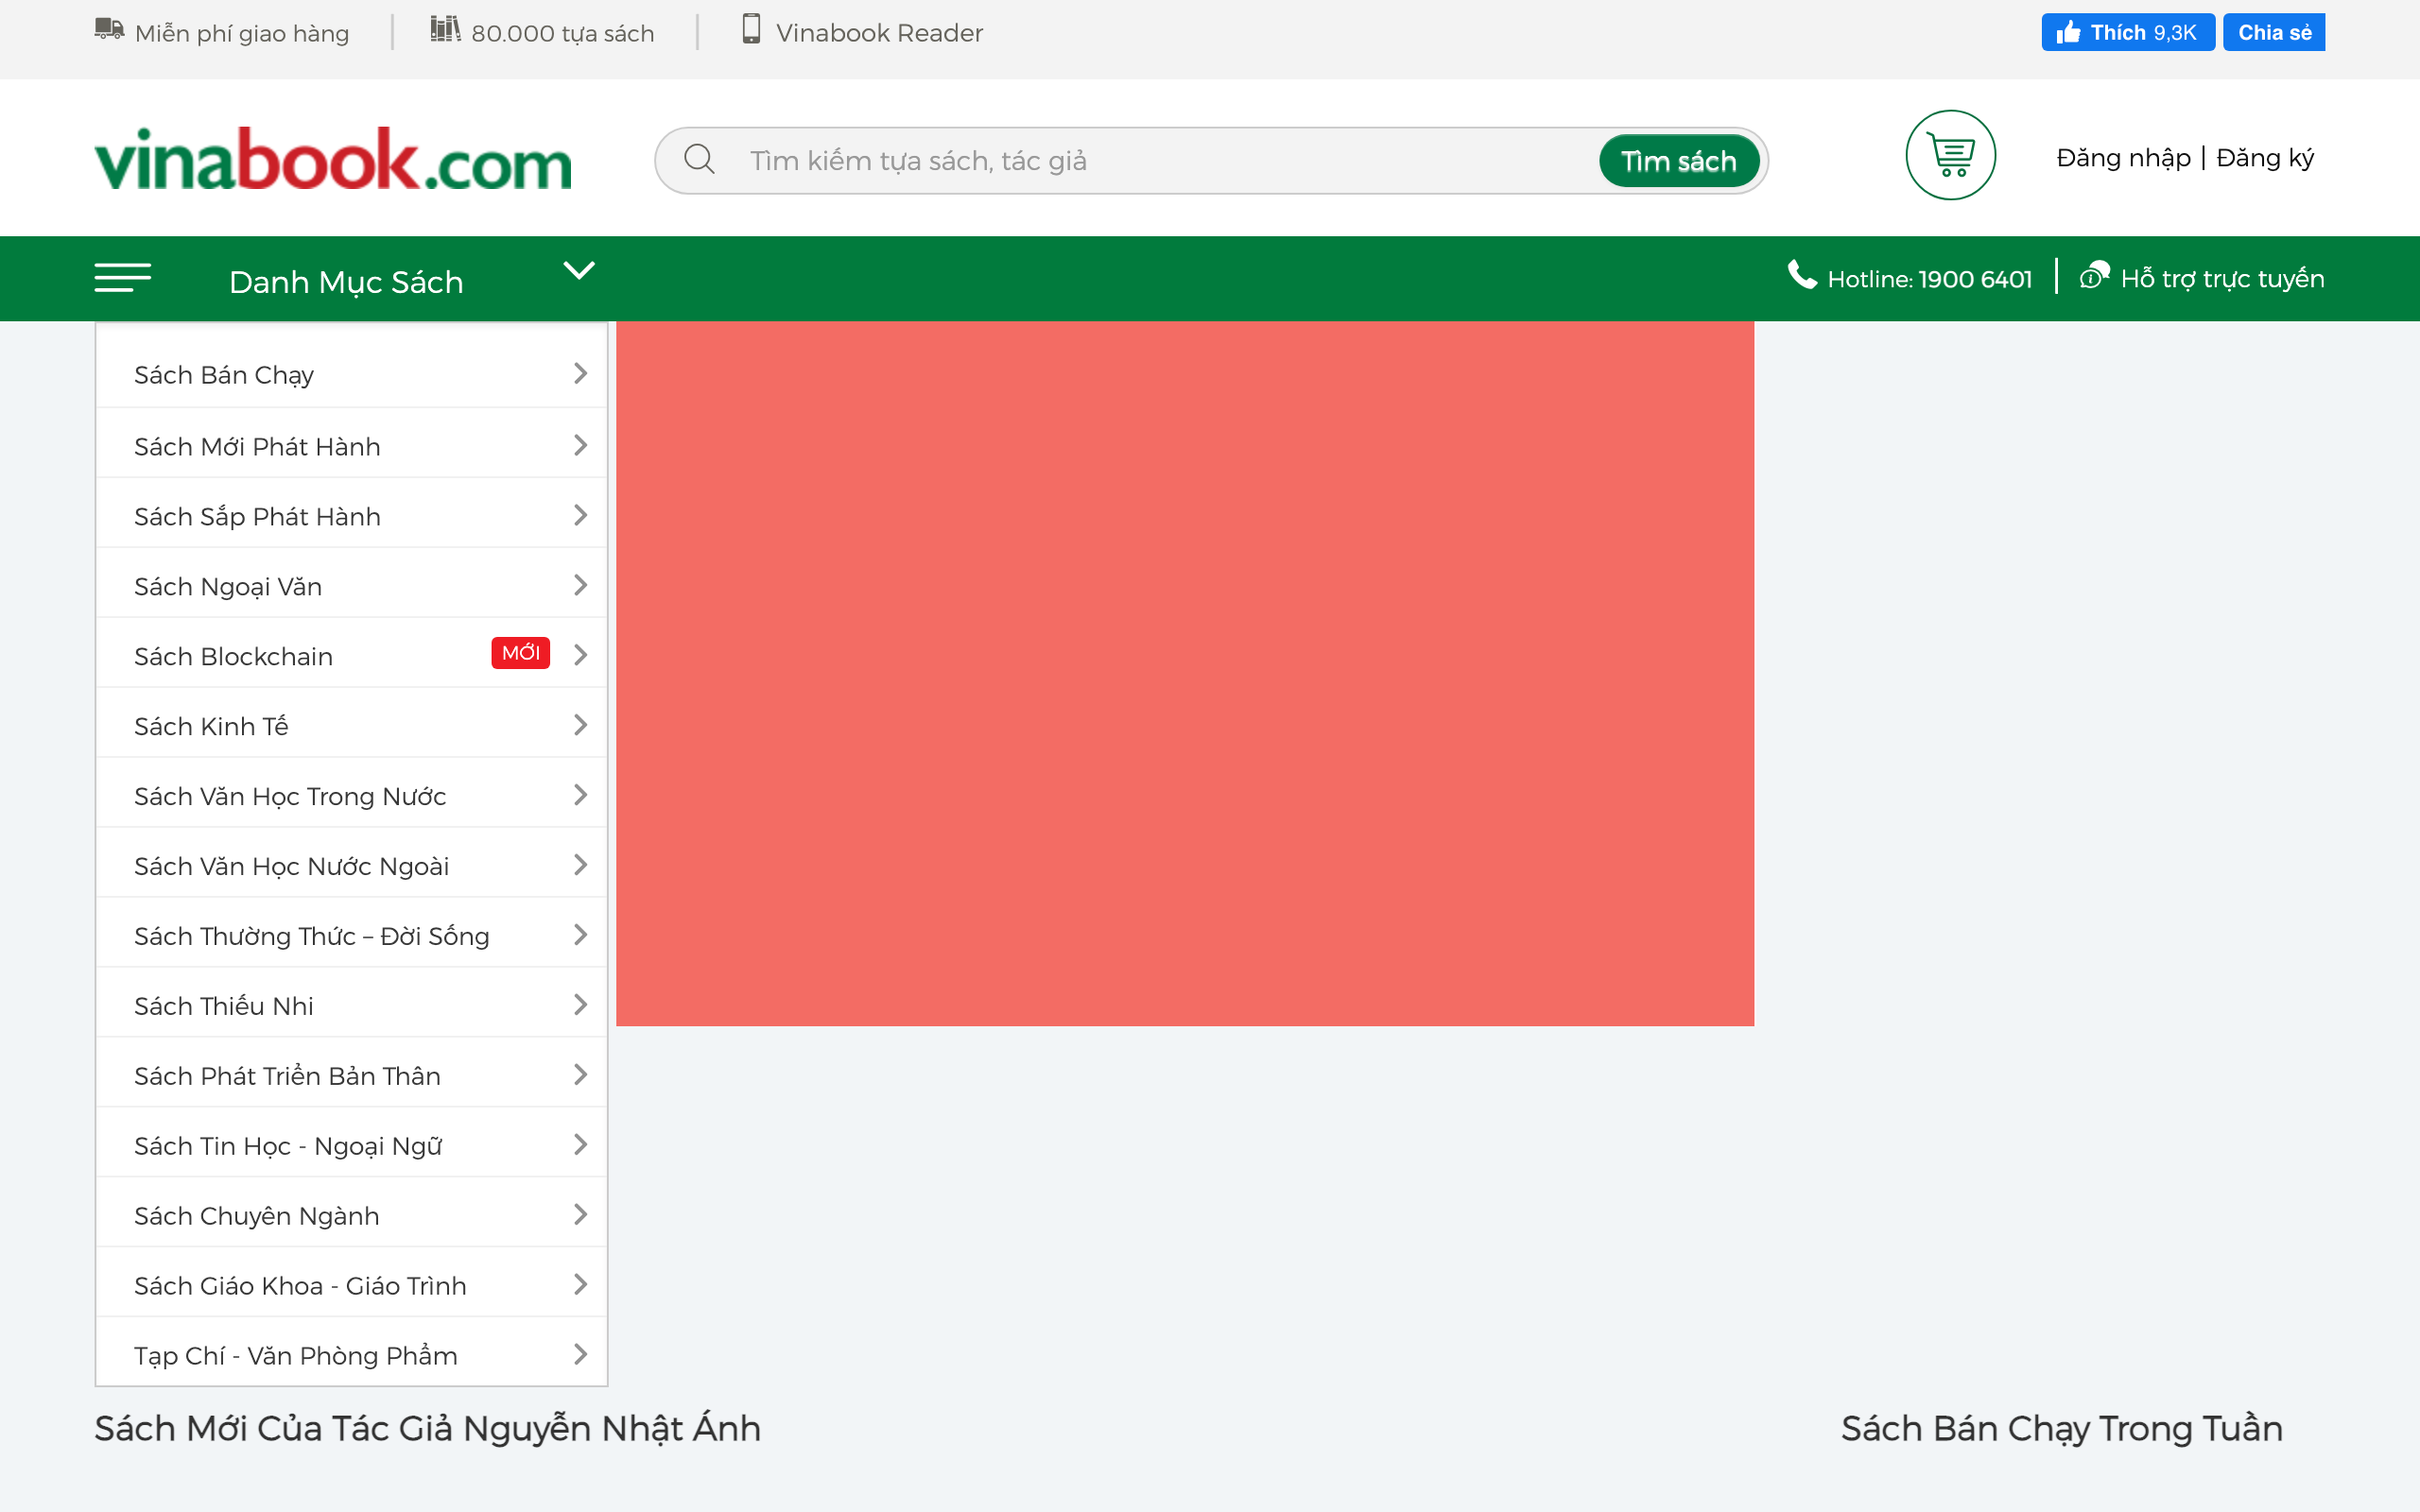 Miễn phí giao hàng
80.000 tựa sách
Vinabook Reader
Thích 9,3K
Chia sẻ
vinabook.com
Tìm kiếm tựa sách, tác giả
Tìm sách
Đăng nhập | Đăng ký
Danh Mục Sách
Hotline: 1900 6401
Hỗ trợ trực tuyến
Sách Bán Chạy
Sách Mới Phát Hành
Sách Sắp Phát Hành
Sách Ngoại Văn
Sách Blockchain
MỚI
Sách Kinh Tế
Sách Văn Học Trong Nước
Sách Văn Học Nước Ngoài
Sách Thường Thức – Đời Sống
Sách Thiếu Nhi
Sách Phát Triển Bản Thân
Sách Tin Học - Ngoại Ngữ
Sách Chuyên Ngành
Sách Giáo Khoa - Giáo Trình
Tạp Chí - Văn Phòng Phẩm
Sách Mới Của Tác Giả Nguyễn Nhật Ánh
Sách Bán Chạy Trong Tuần